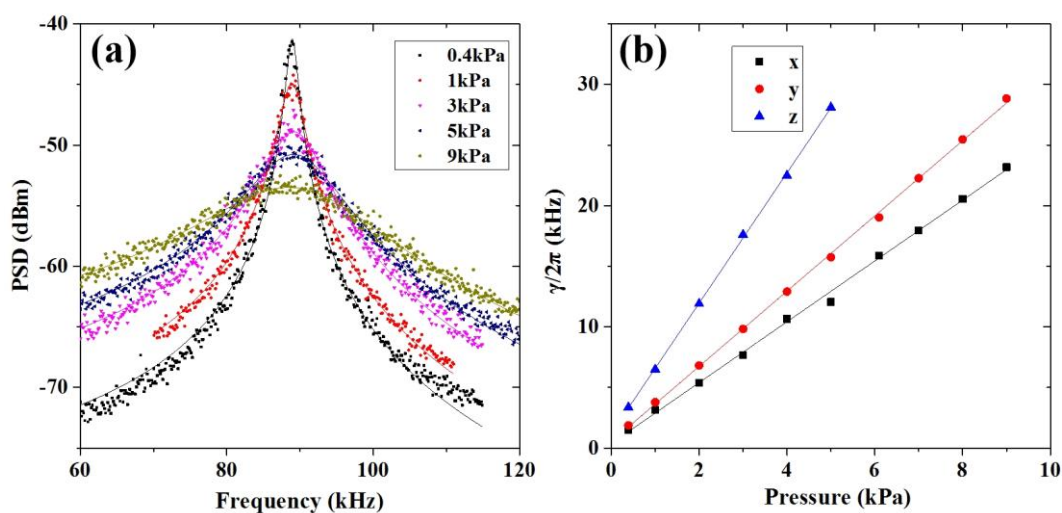 (a)
0.4kPa
1kPa
3kPa
5kPa
9kPa
PSD (dBm)
-40
-50
-60
-70
60 80 100 120
Frequency (kHz)
(b)
x
y
z
γ/2π (kHz)
30
20
10
0
0 2 4 6 8 10
Pressure (kPa)